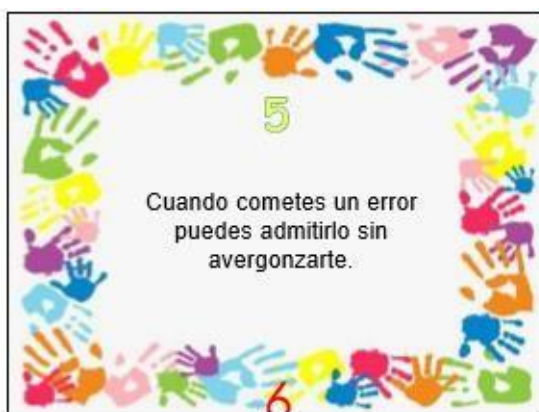 5
Cuando cometes un error
puedes admitirlo sin
avergonzarte.
6